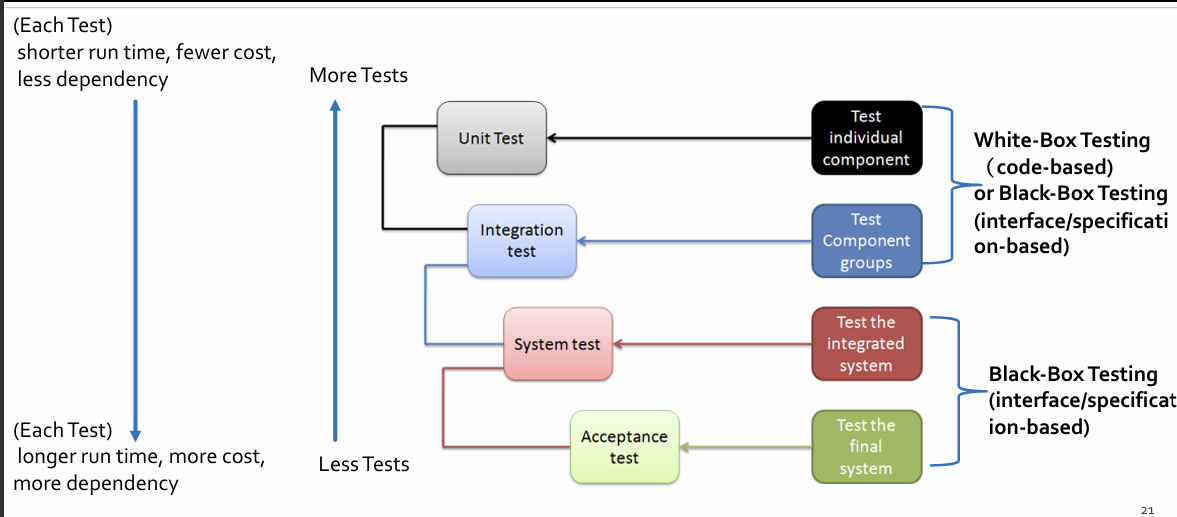 (Each Test)
shorter run time, fewer cost,
less dependency
More Tests
Unit Test
Test
individual
component
White-Box Testing
（code-based)
or Black-Box Testing
(interface/specificati
on-based)
Integration
test
Test
Component
groups
System test
Test the
integrated
system
Black-Box Testing
(interface/specificat
ion-based)
(Each Test)
longer run time, more cost,
more dependency
Less Tests
Acceptance
test
Test the
final
system
21